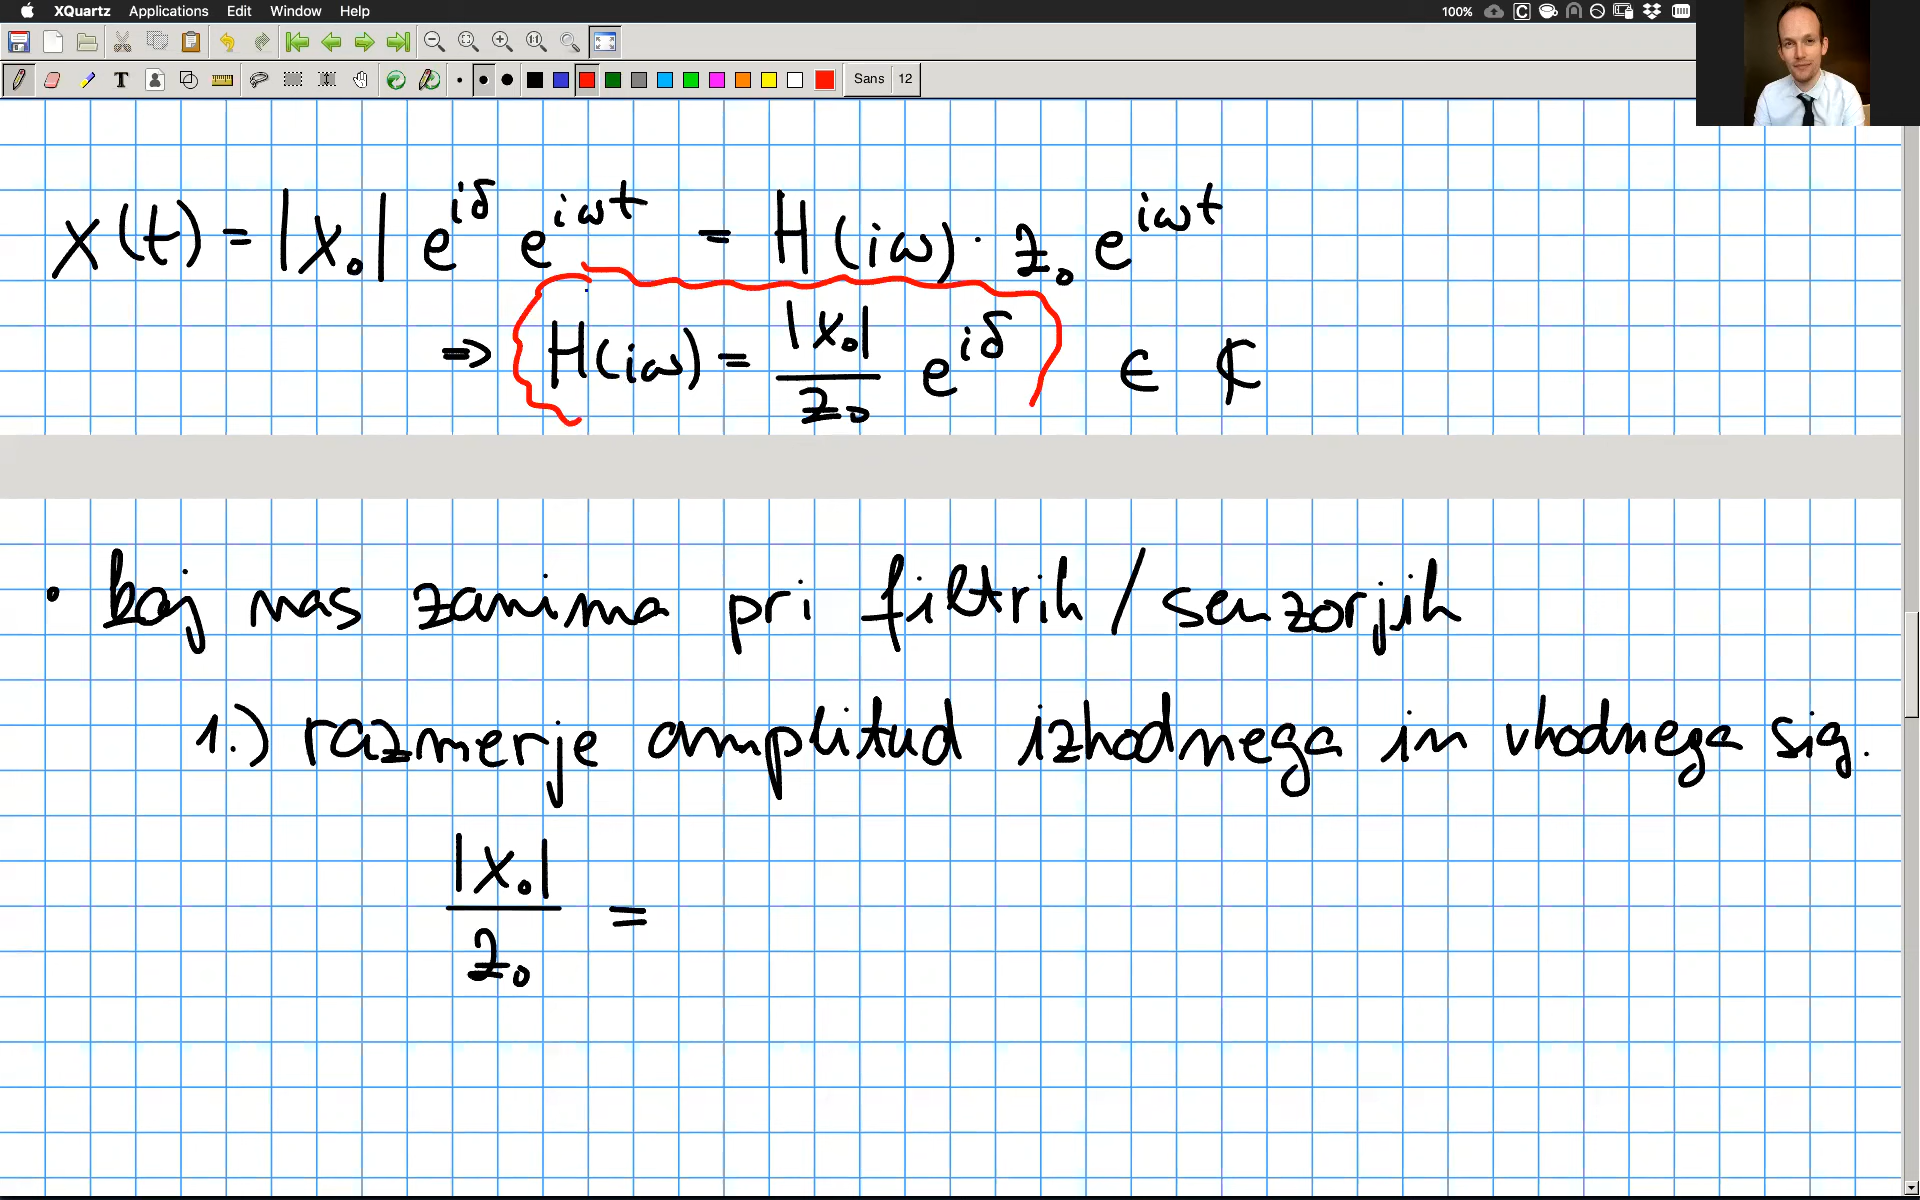 XQuartz Applications Edit Window Help 100%
T Sans 12
x(t) = |x₀| e^{iδ} e^{iωt} = H(iω) · z₀ e^{iωt}
⇒ H(iω) = |x₀| / z₀ e^{iδ} ∈ ℂ
• kaj nas zanima pri filtrih / senzorjih
1.) razmerje amplitud izhodnega in vhodnega sig.
|x₀| / z₀ =